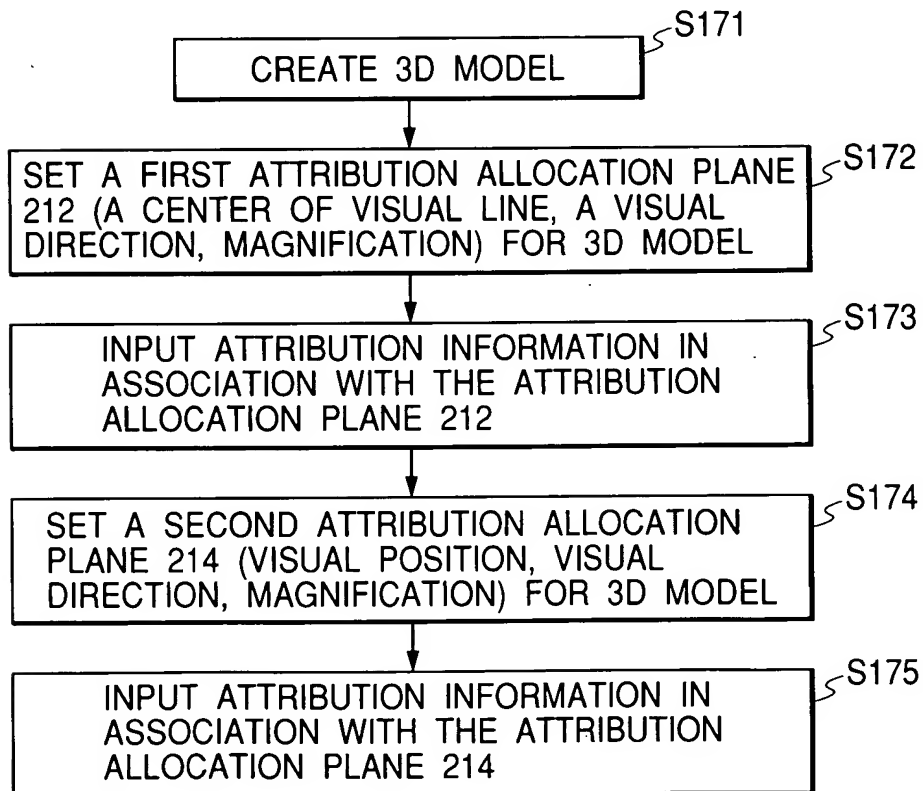 S171
CREATE 3D MODEL
S172
SET A FIRST ATTRIBUTION ALLOCATION PLANE
212 (A CENTER OF VISUAL LINE, A VISUAL
DIRECTION, MAGNIFICATION) FOR 3D MODEL
S173
INPUT ATTRIBUTION INFORMATION IN
ASSOCIATION WITH THE ATTRIBUTION
ALLOCATION PLANE 212
S174
SET A SECOND ATTRIBUTION ALLOCATION
PLANE 214 (VISUAL POSITION, VISUAL
DIRECTION, MAGNIFICATION) FOR 3D MODEL
S175
INPUT ATTRIBUTION INFORMATION IN
ASSOCIATION WITH THE ATTRIBUTION
ALLOCATION PLANE 214